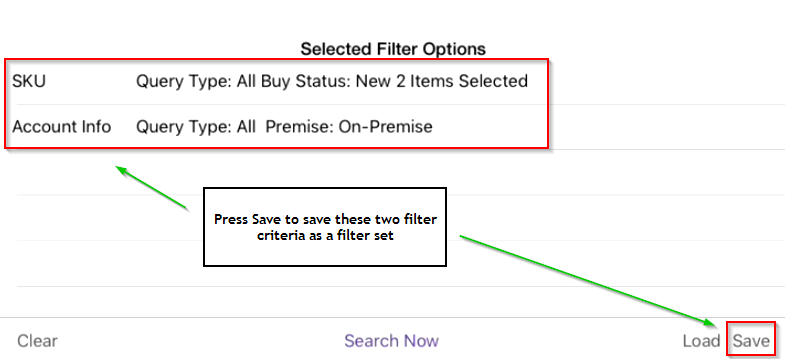 Selected Filter Options
SKU Query Type: All Buy Status: New 2 Items Selected
Account Info Query Type: All  Premise: On-Premise
Press Save to save these two filter
criteria as a filter set
Clear Search Now Load Save